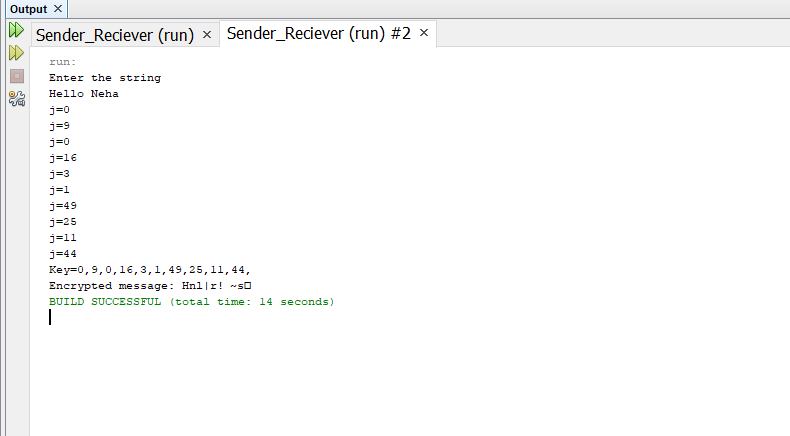 Output
Sender_Reciever (run) Sender_Reciever (run) #2
run:
Enter the string
Hello Neha
j=0
j=9
j=0
j=16
j=3
j=1
j=49
j=25
j=11
j=44
Key=0,9,0,16,3,1,49,25,11,44,
Encrypted message: Hnl|r! ~s□
BUILD SUCCESSFUL (total time: 14 seconds)